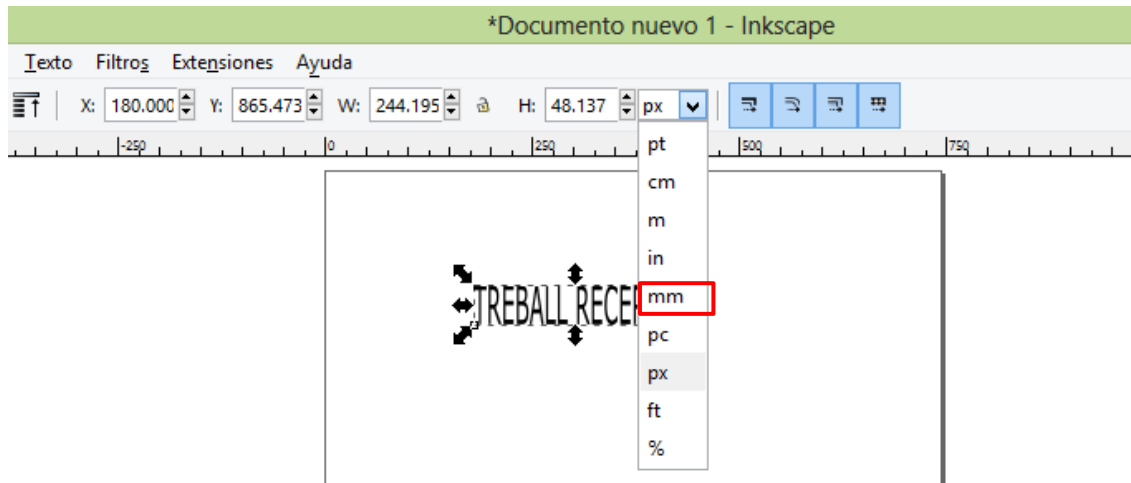 *Documento nuevo 1 - Inkscape
Texto Filtros Extensiones Ayuda
X: 180.000 Y: 865.473 W: 244.195 H: 48.137 px
-250 0 250 500 750
pt
cm
m
in
mm
pc
px
ft
%
TREBALL